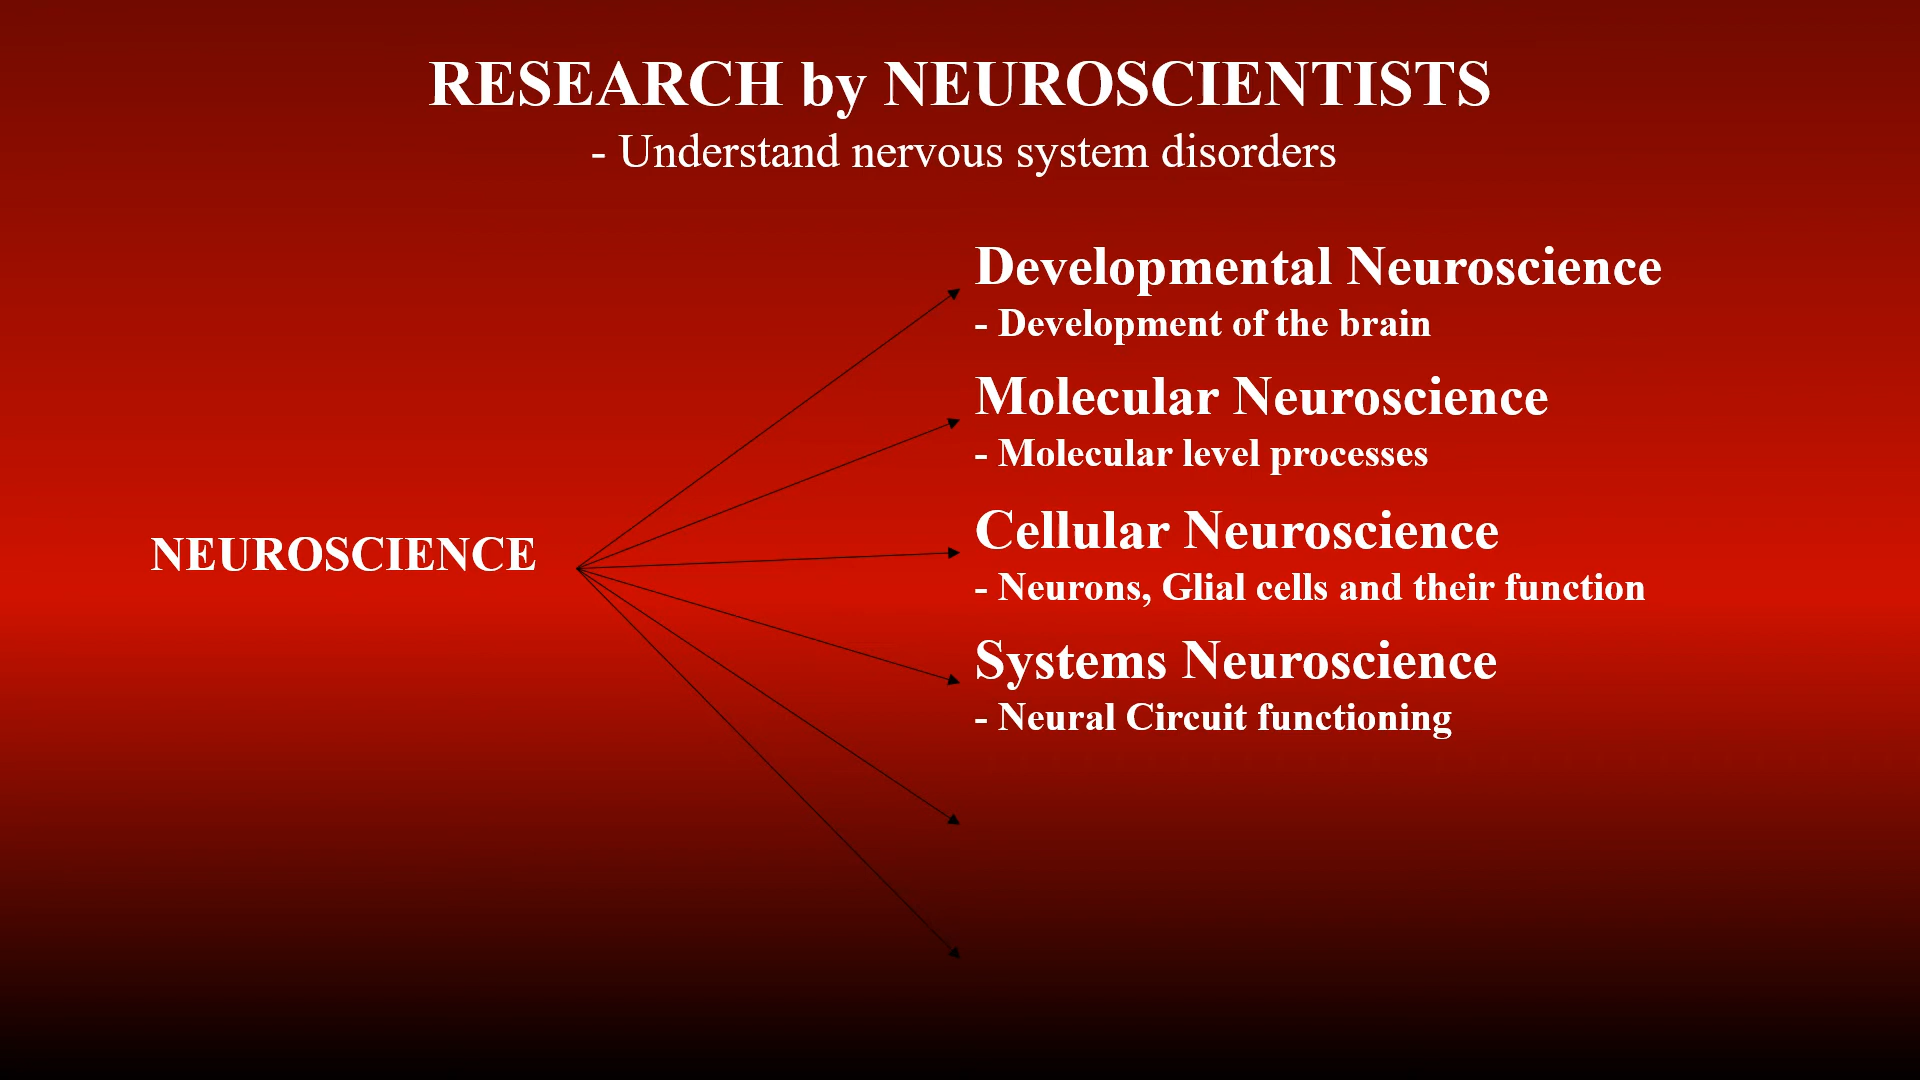 RESEARCH by NEUROSCIENTISTS
- Understand nervous system disorders
Developmental Neuroscience
- Development of the brain
Molecular Neuroscience
- Molecular level processes
NEUROSCIENCE
Cellular Neuroscience
- Neurons, Glial cells and their function
Systems Neuroscience
- Neural Circuit functioning